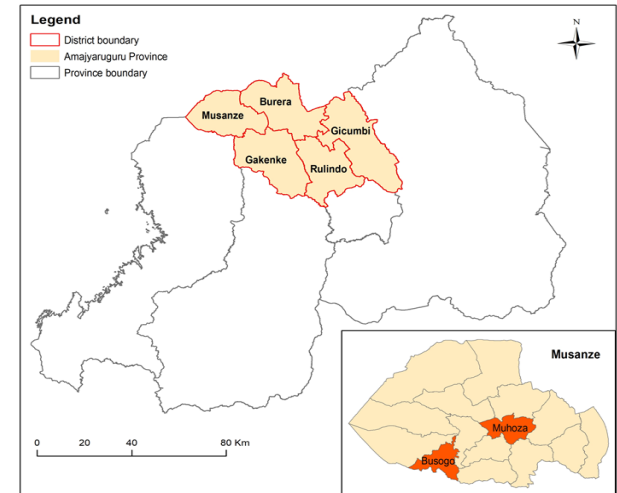 Legend
District boundary
Amajyaruguru Province
Province boundary
N
Burera
Musanze
Gicumbi
Gakenke
Rulindo
0 20 40 80 Km
Musanze
Muhoza
Busogo